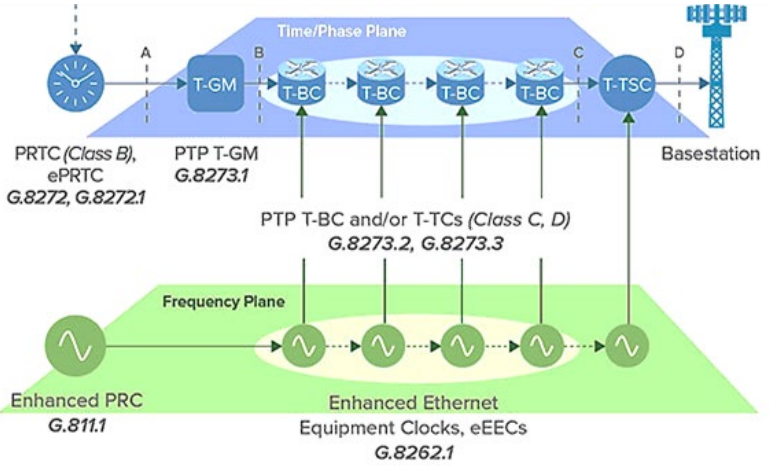 Time/Phase Plane
A
B
C
D
T-GM
T-BC
T-BC
T-BC
T-BC
T-TSC
PRTC (Class B),
ePRTC
G.8272, G.8272.1
PTP T-GM
G.8273.1
Basestation
PTP T-BC and/or T-TCs (Class C, D)
G.8273.2, G.8273.3
Frequency Plane
Enhanced PRC
G.811.1
Enhanced Ethernet
Equipment Clocks, eEECs
G.8262.1